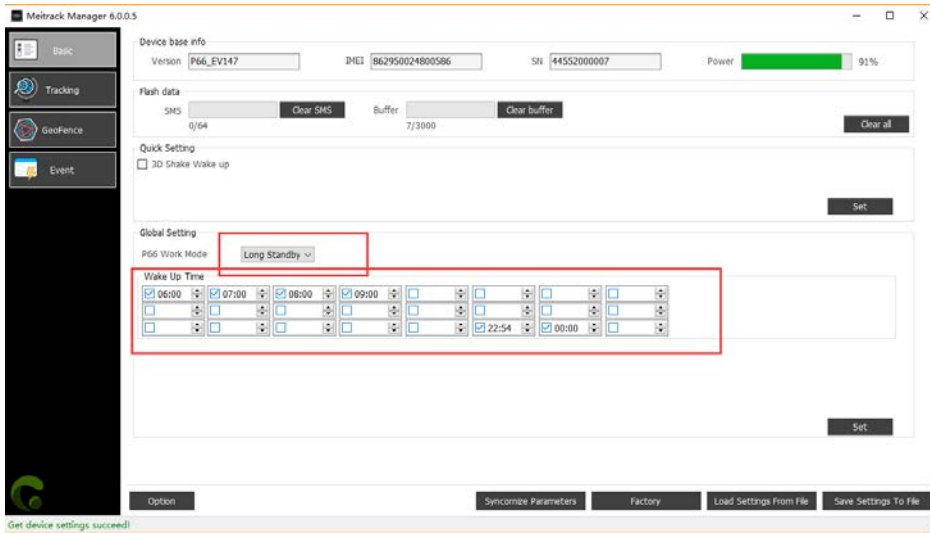 Meitrack Manager 6.0.0.5
Basic
Tracking
GeoFence
Event
Device base info
Version P66_EV147 IMEI 862950024800586 SN 44552000007 Power 91%
Flash data
SMS Clear SMS Buffer Clear buffer
0/64 7/3000 Clear all
Quick Setting
3D Shake Wake up
Set
Global Setting
P66 Work Mode Long Standby
Wake Up Time
06:00 07:00 08:00 09:00
22:54 00:00
Set
Option Syncornize Parameters Factory Load Settings From File Save Settings To File
Get device settings succeed!